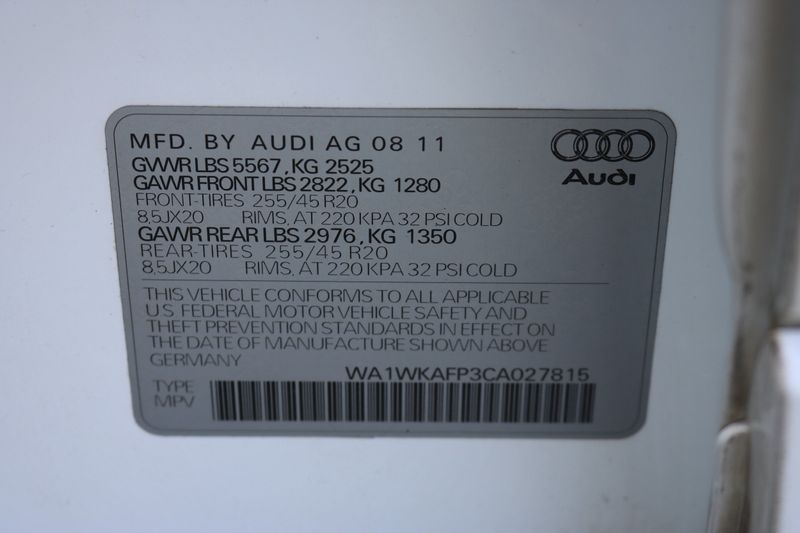 MFD. BY AUDI AG 08 11
GVWR LBS 5567, KG 2525
GAWR FRONT LBS 2822, KG 1280
FRONT-TIRES 255/45 R20
8,5JX20 RIMS, AT 220 KPA 32 PSI COLD
GAWR REAR LBS 2976, KG 1350
REAR-TIRES 255/45 R20
8,5JX20 RIMS, AT 220 KPA 32 PSI COLD
Audi
THIS VEHICLE CONFORMS TO ALL APPLICABLE
U.S. FEDERAL MOTOR VEHICLE SAFETY AND
THEFT PREVENTION STANDARDS IN EFFECT ON
THE DATE OF MANUFACTURE SHOWN ABOVE
GERMANY
WA1WKAFP3CA027815
TYPE
MPV